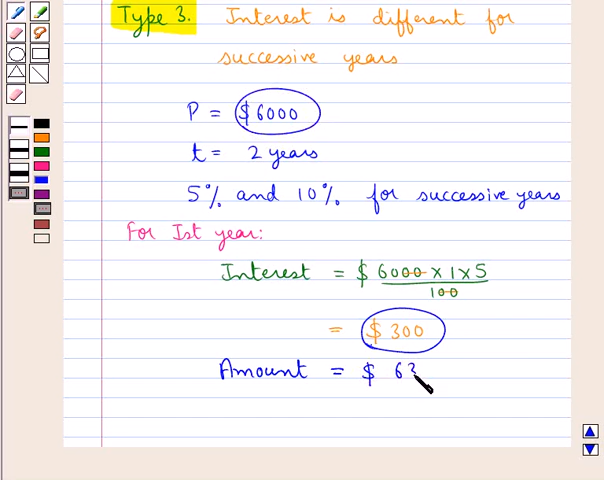 Type 3. Interest is different for
successive years
P = $ 6000
t = 2 years
5% and 10% for successive years
For Ist year:
Interest = $ 6000 × 1 × 5
100
= $ 300
Amount = $ 63